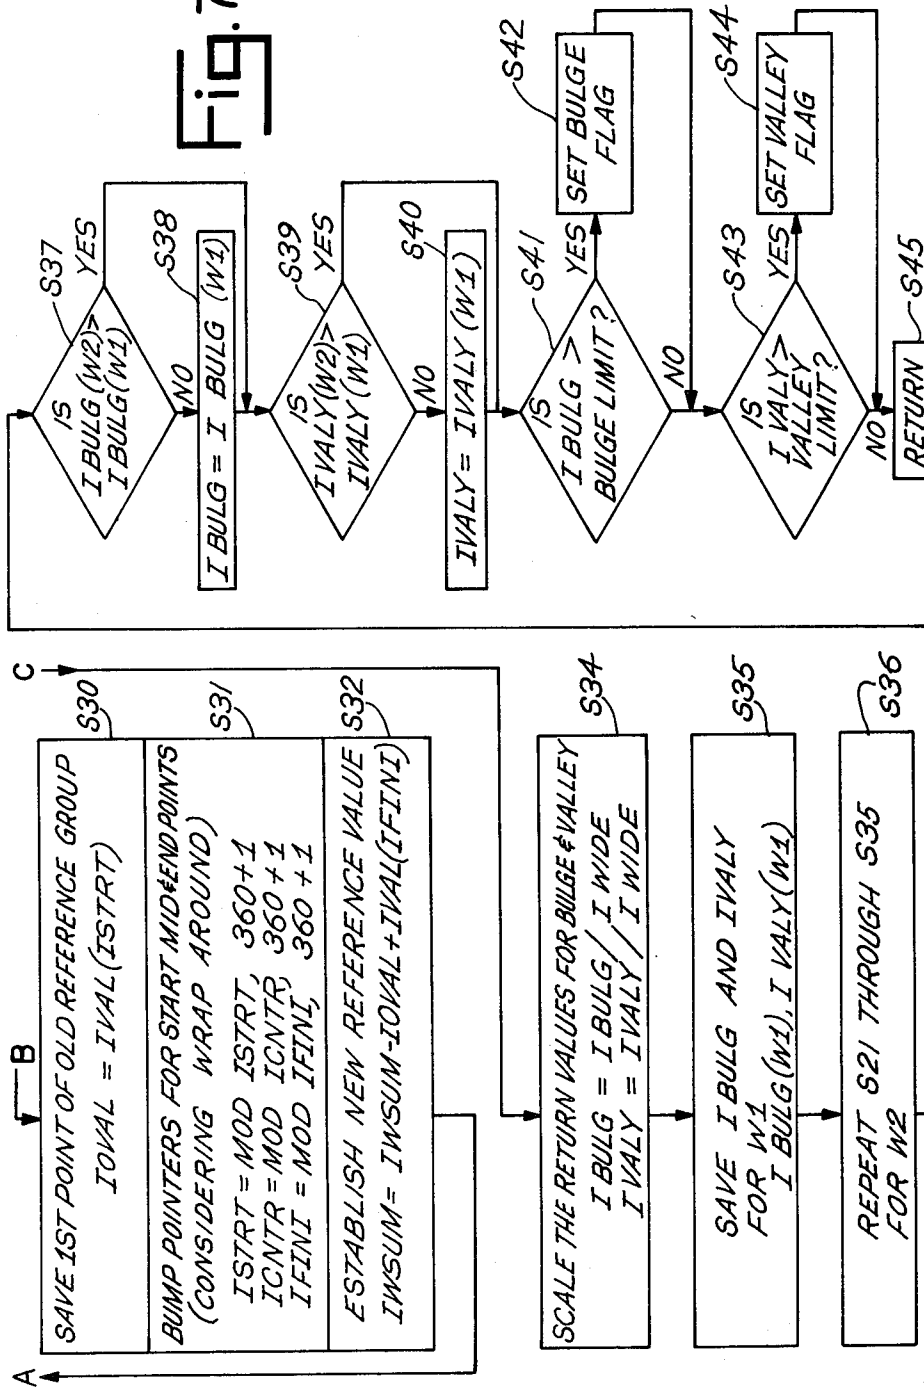 Fig. 7
B
A
SAVE 1ST POINT OF OLD REFERENCE GROUP
IOVAL = IVAL(ISTRT)
S30
BUMP POINTERS FOR START MID & END POINTS
(CONSIDERING WRAP AROUND)
ISTRT = MOD ISTRT, 360+1
ICNTR = MOD ICNTR, 360+1
IFINI = MOD IFINI, 360+1
S31
ESTABLISH NEW REFERENCE VALUE
IWSUM = IWSUM-IOVAL+IVAL(IFINI)
S32
C
SCALE THE RETURN VALUES FOR BULGE & VALLEY
I BULG = I BULG / I WIDE
I VALY = IVALY / I WIDE
S34
SAVE I BULG AND IVALY
FOR W1
I BULG(W1), I VALY(W1)
S35
REPEAT S21 THROUGH S35
FOR W2
S36
IS
I BULG(W2)>
I BULG(W1)
S37
YES
NO
I BULG = I BULG (W1)
S38
IS
IVALY(W2)>
IVALY(W1)
S39
YES
NO
IVALY = IVALY (W1)
S40
IS
I BULG >
BULGE LIMIT?
S41
YES
NO
SET BULGE
FLAG
S42
IS
I VALY>
VALLEY
LIMIT?
S43
YES
NO
SET VALLEY
FLAG
S44
RETURN
S45